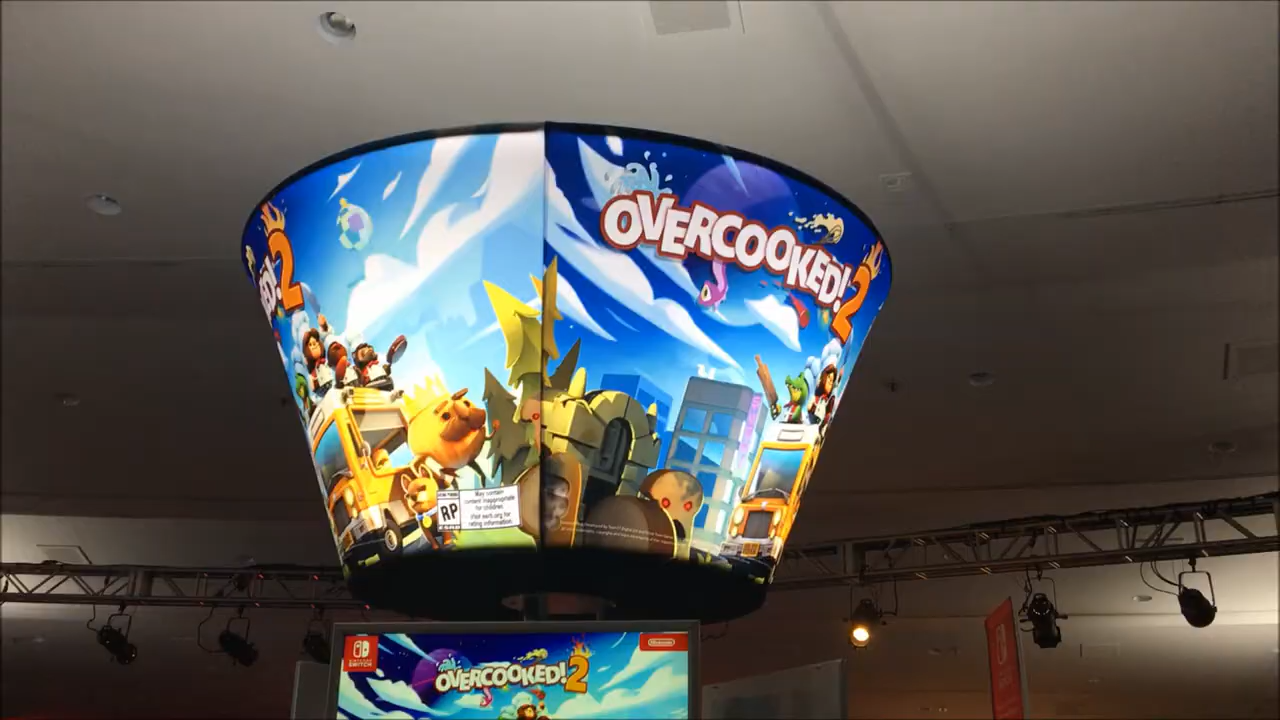 OVERCOOKED! 2
D! 2
RP
May contain
content inappropriate
for children.
Visit esrb.org for
rating information.
NINTENDO
SWITCH
Nintendo
OVERCOOKED! 2